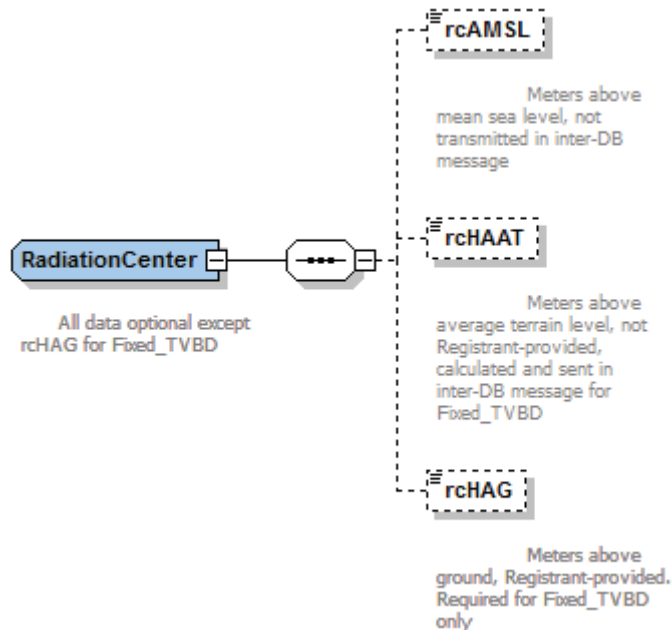 rcAMSL
Meters above
mean sea level, not
transmitted in inter-DB
message
RadiationCenter
All data optional except
rcHAG for Fixed_TVBD
rcHAAT
Meters above
average terrain level, not
Registrant-provided,
calculated and sent in
inter-DB message for
Fixed_TVBD
rcHAG
Meters above
ground, Registrant-provided.
Required for Fixed_TVBD
only